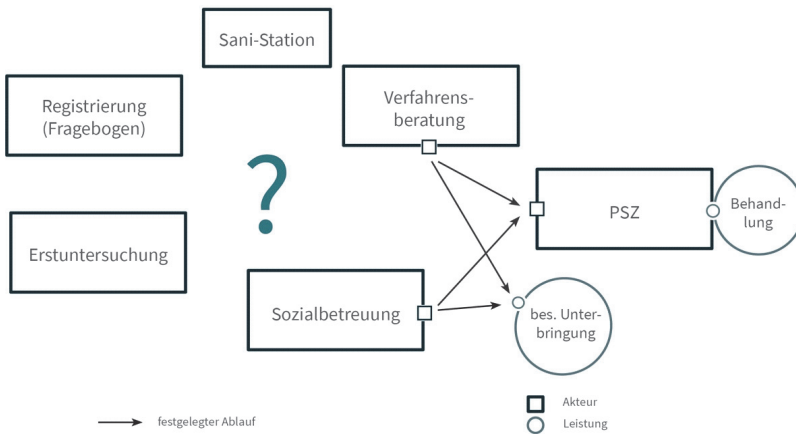 Sani-Station
Registrierung
(Fragebogen)
Verfahrens-
beratung
?
Erstuntersuchung
PSZ
Behand-
lung
Sozialbetreuung
bes. Unter-
bringung
festgelegter Ablauf
Akteur
Leistung